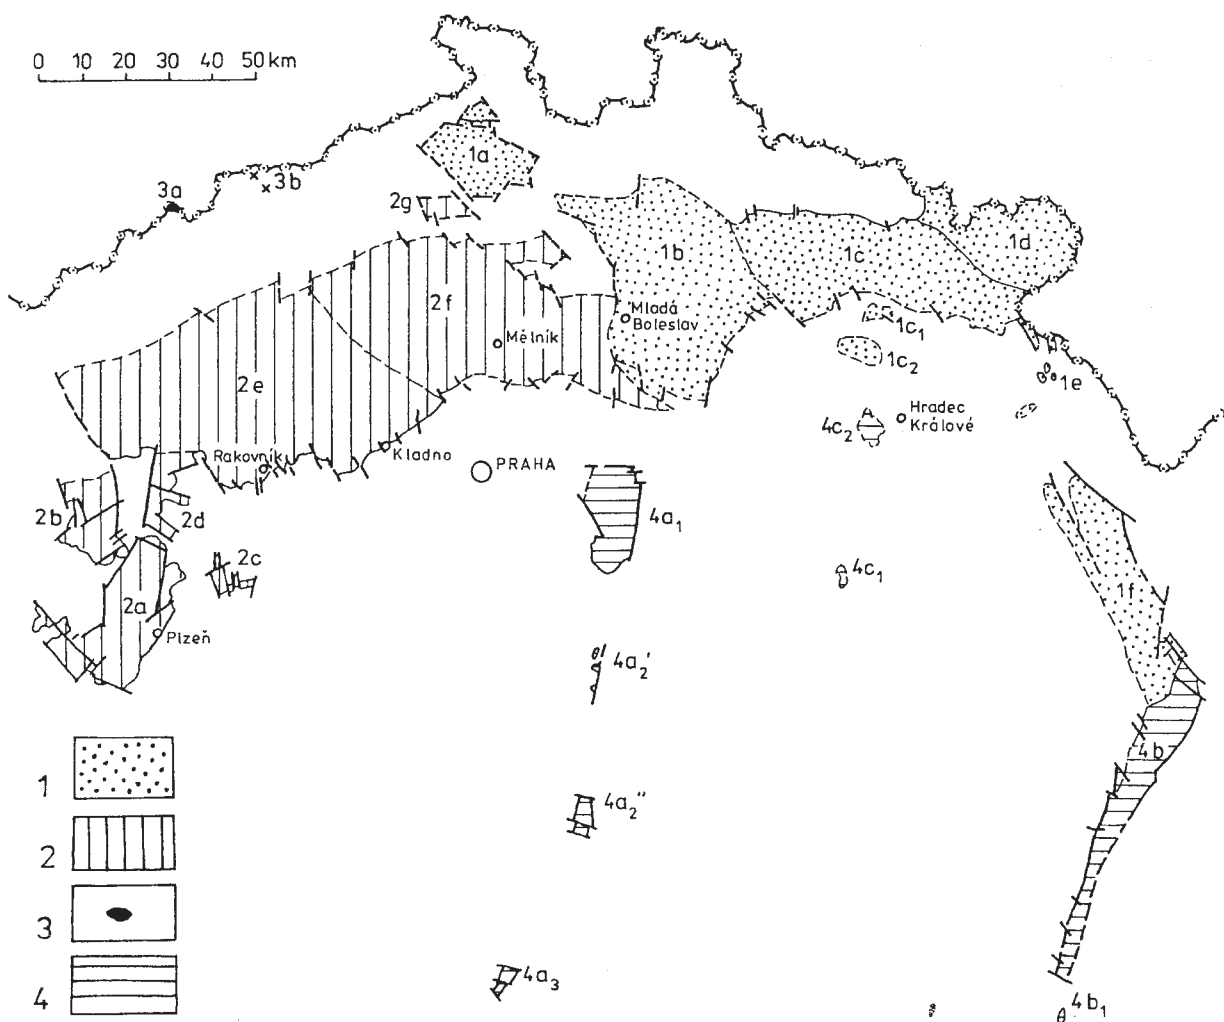 0 10 20 30 40 50 km
1a
3a
3b
2g
1b
1c
1d
2f
Mladá
Boleslav
1c₁
Mělník
1c₂
1e
2e
4c₂
Hradec
Králové
Rakovník
Kladno
PRAHA
2b
2d
4a₁
2c
4c₁
2a
1f
Plzeň
4a₂'
1
4b
2
4a₂''
3
4
4a₃
4b₁